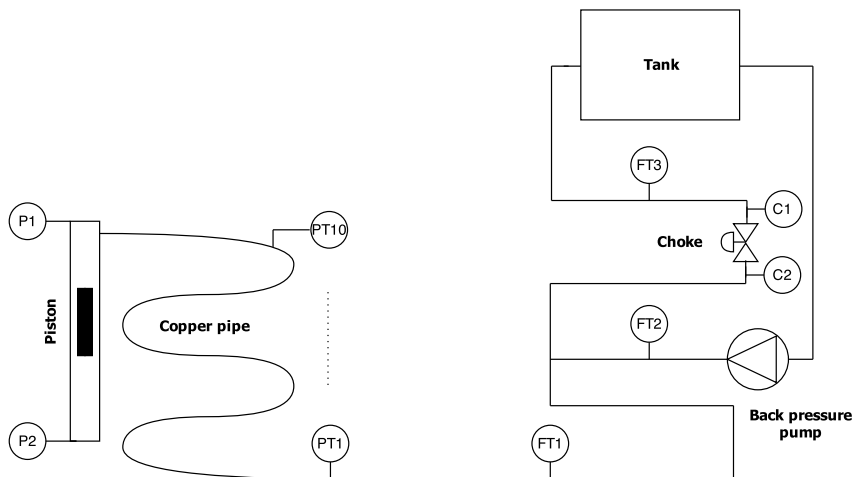 Tank
FT3
P1
PT10
C1
Choke
C2
Piston
Copper pipe
FT2
Back pressure
pump
P2
PT1
FT1